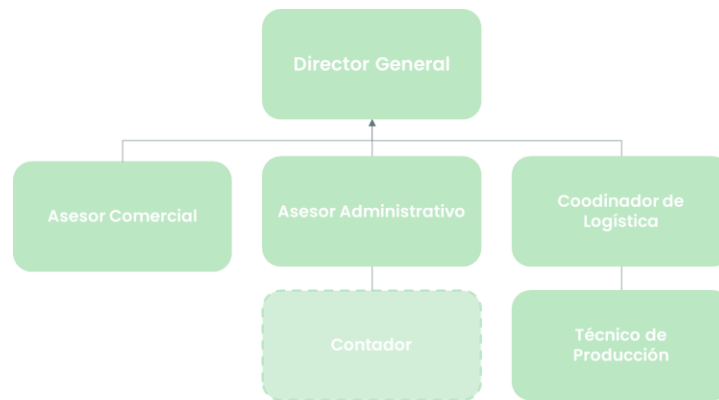 Director General
Asesor Comercial
Asesor Administrativo
Coodinador de
Logística
Contador
Técnico de
Producción